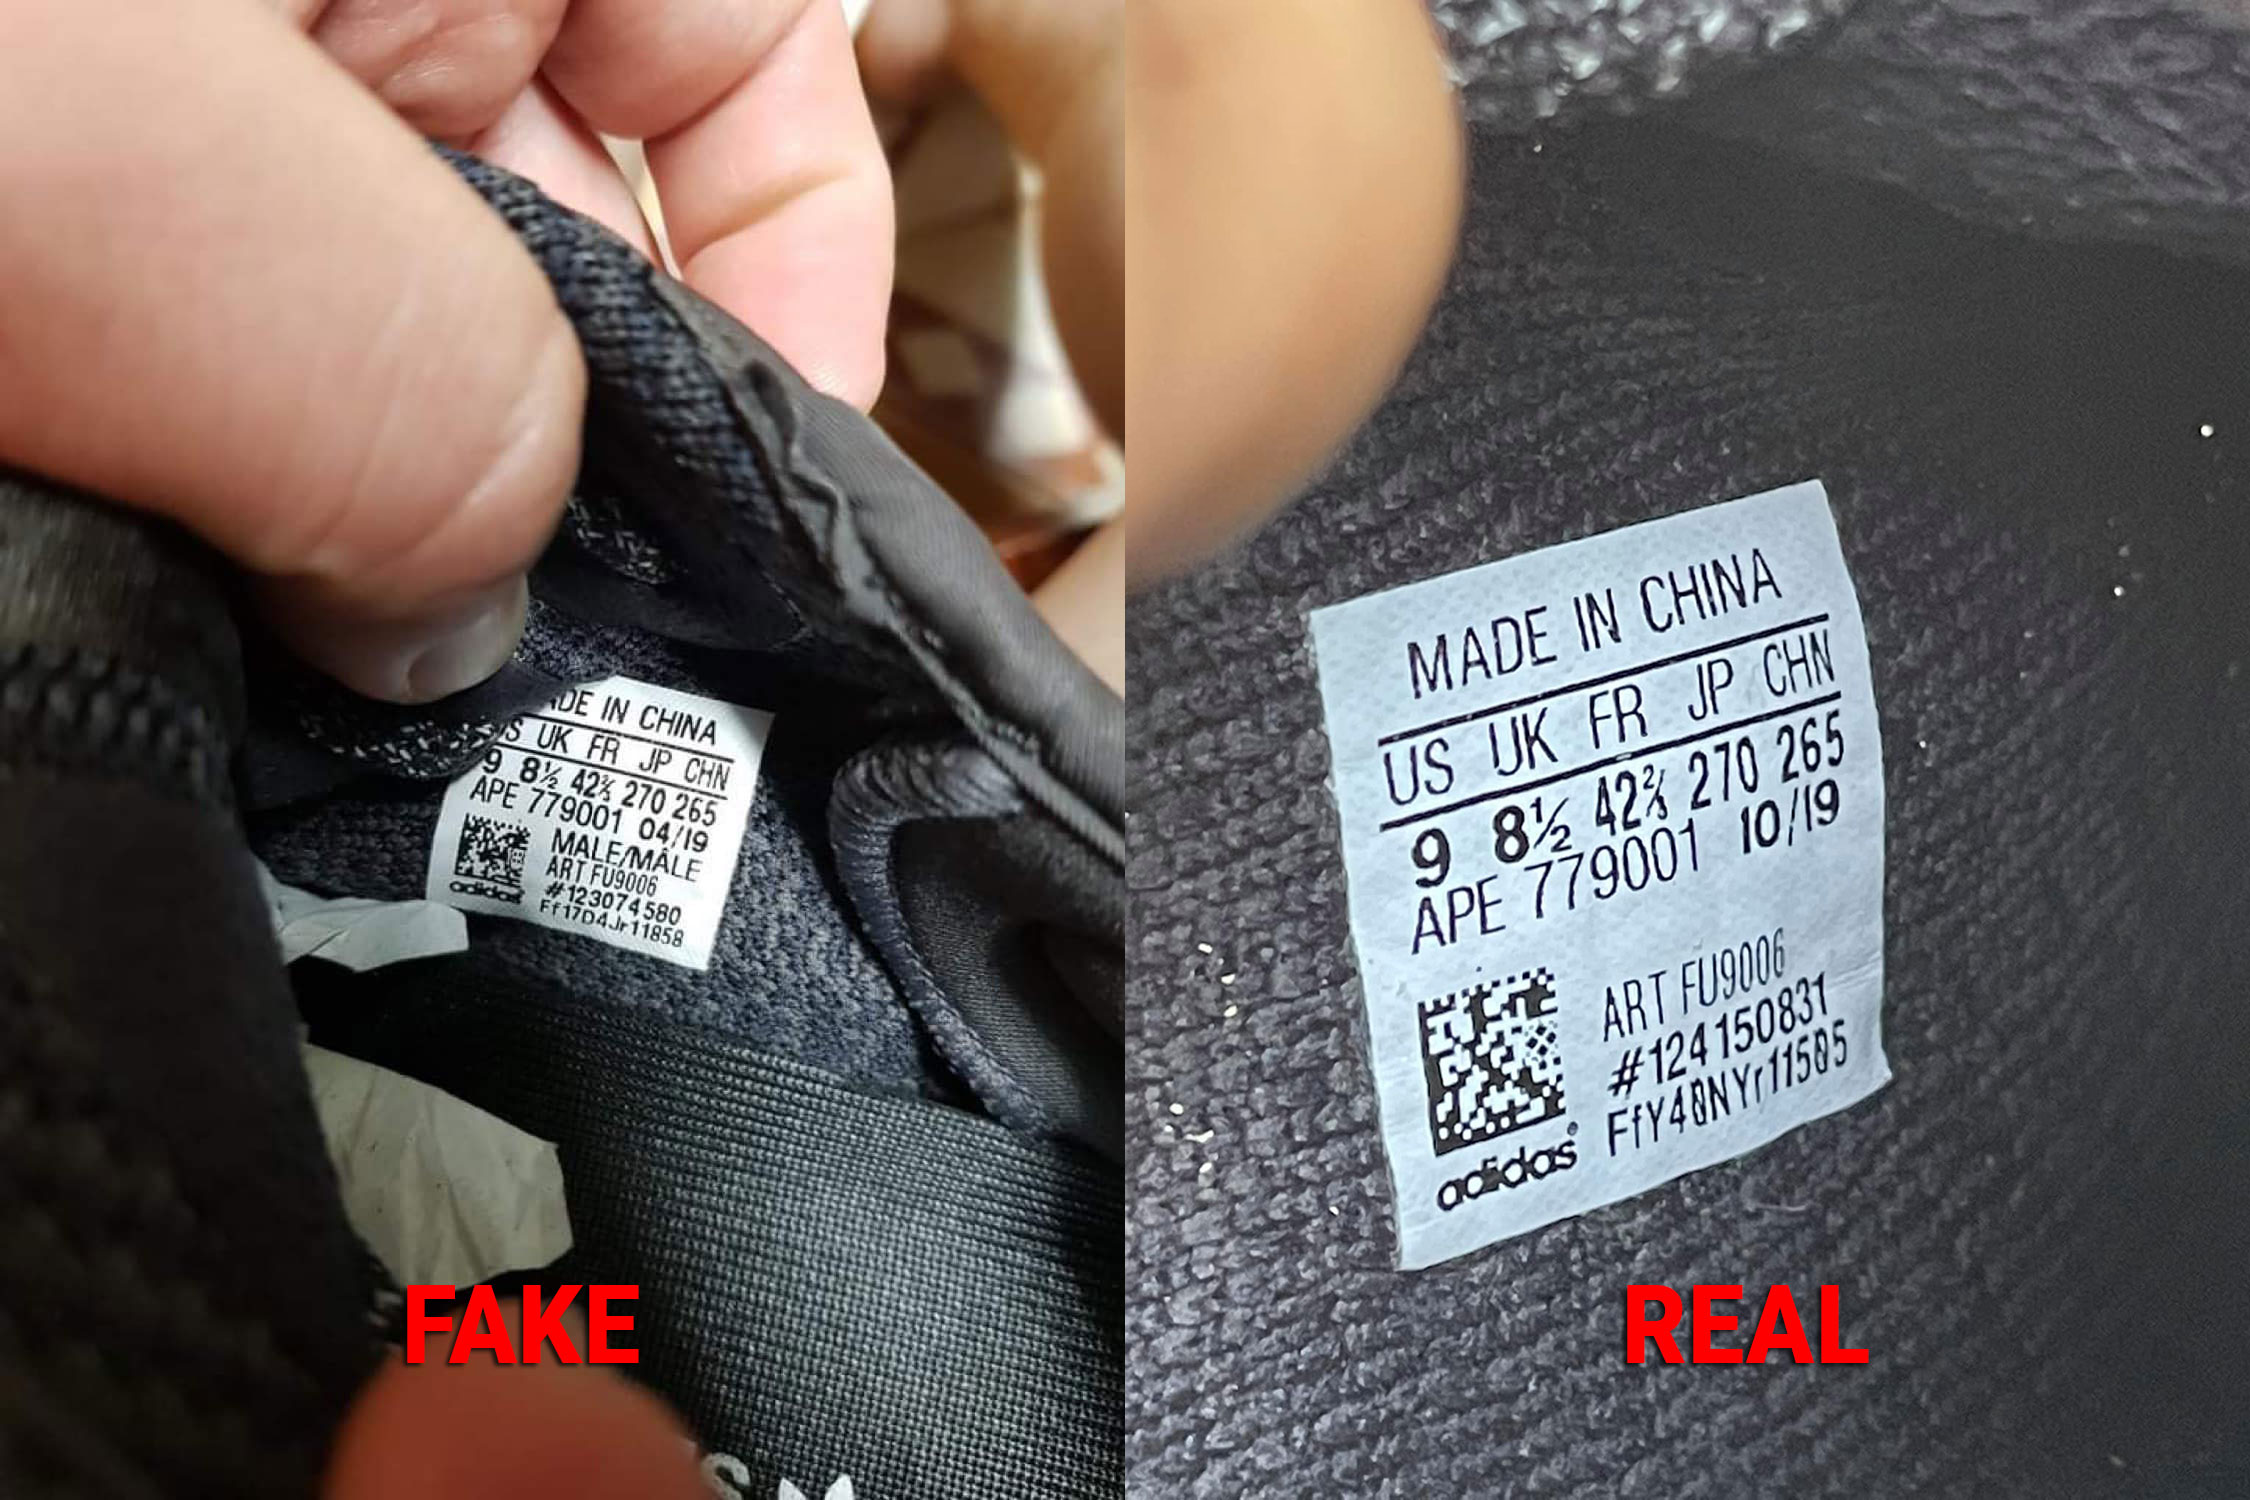 DE IN CHINA
S UK FR JP CHN
9 8½ 42⅔ 270 265
APE 779001 04/19
MALE/MÂLE
ART FU9006
#123074580
Ff17D4Jr11858
adidas
FAKE
MADE IN CHINA
US UK FR JP CHN
9 8½ 42⅔ 270 265
APE 779001 10/19
ART FU9006
#124150831
FfY40NYr11505
adidas®
REAL